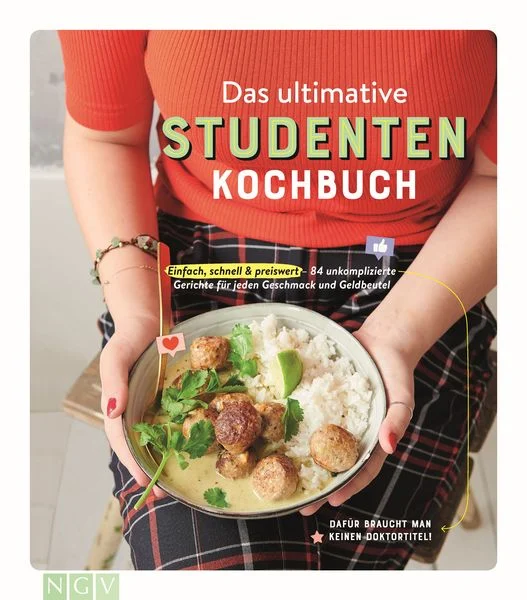 Das ultimative
STUDENTEN
KOCHBUCH
Einfach, schnell & preiswert – 84 unkomplizierte
Gerichte für jeden Geschmack und Geldbeutel
DAFÜR BRAUCHT MAN
KEINEN DOKTORTITEL!
NGV